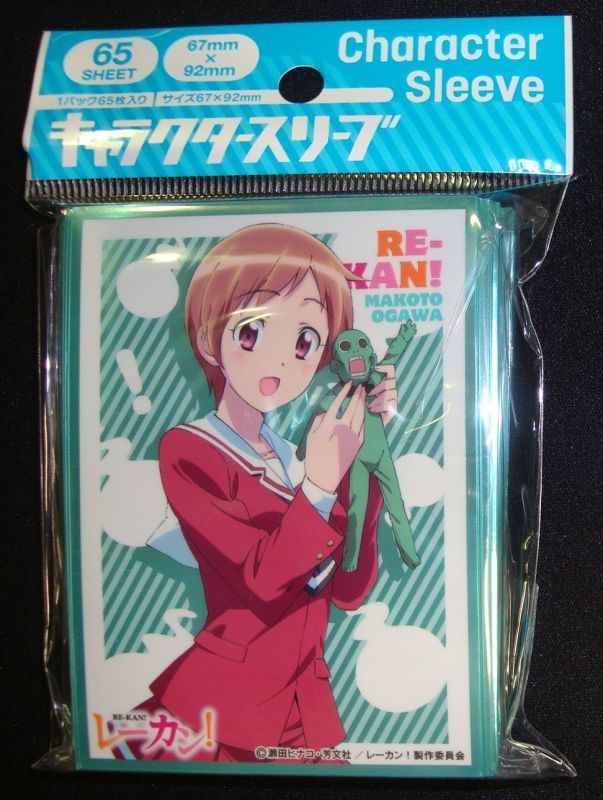 65
SHEET
67mm
×
92mm
Character
Sleeve
1パック65枚入り
サイズ67×92mm
キャラクタースリーブ
RE-
KAN!
MAKOTO
OGAWA
RE-KAN!
レーカン!
©瀬田ヒナコ・芳文社 / レーカン!製作委員会